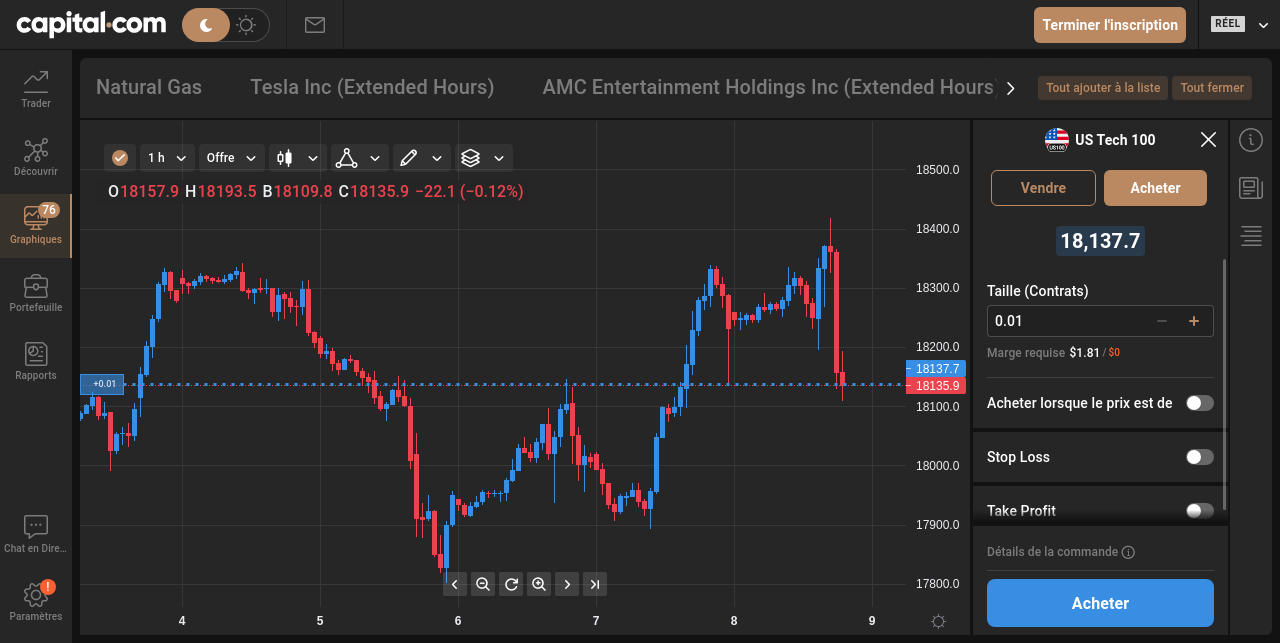 capital.com
Terminer l'inscription
RÉEL
Trader
Découvrir
76
Graphiques
Portefeuille
Rapports
Chat en Dire...
!
Paramètres
Natural Gas
Tesla Inc (Extended Hours)
AMC Entertainment Holdings Inc (Extended Hours)
Tout ajouter à la liste
Tout fermer
1 h
Offre
O18157.9 H18193.5 B18109.8 C18135.9 −22.1 (−0.12%)
18500.0
18400.0
18300.0
18200.0
18137.7
18135.9
18100.0
18000.0
17900.0
17800.0
+0.01
4
5
6
7
8
9
US100
US Tech 100
Vendre
Acheter
18,137.7
Taille (Contrats)
0.01
Marge requise $1.81 / $0
Acheter lorsque le prix est de
Stop Loss
Take Profit
Détails de la commande
Acheter